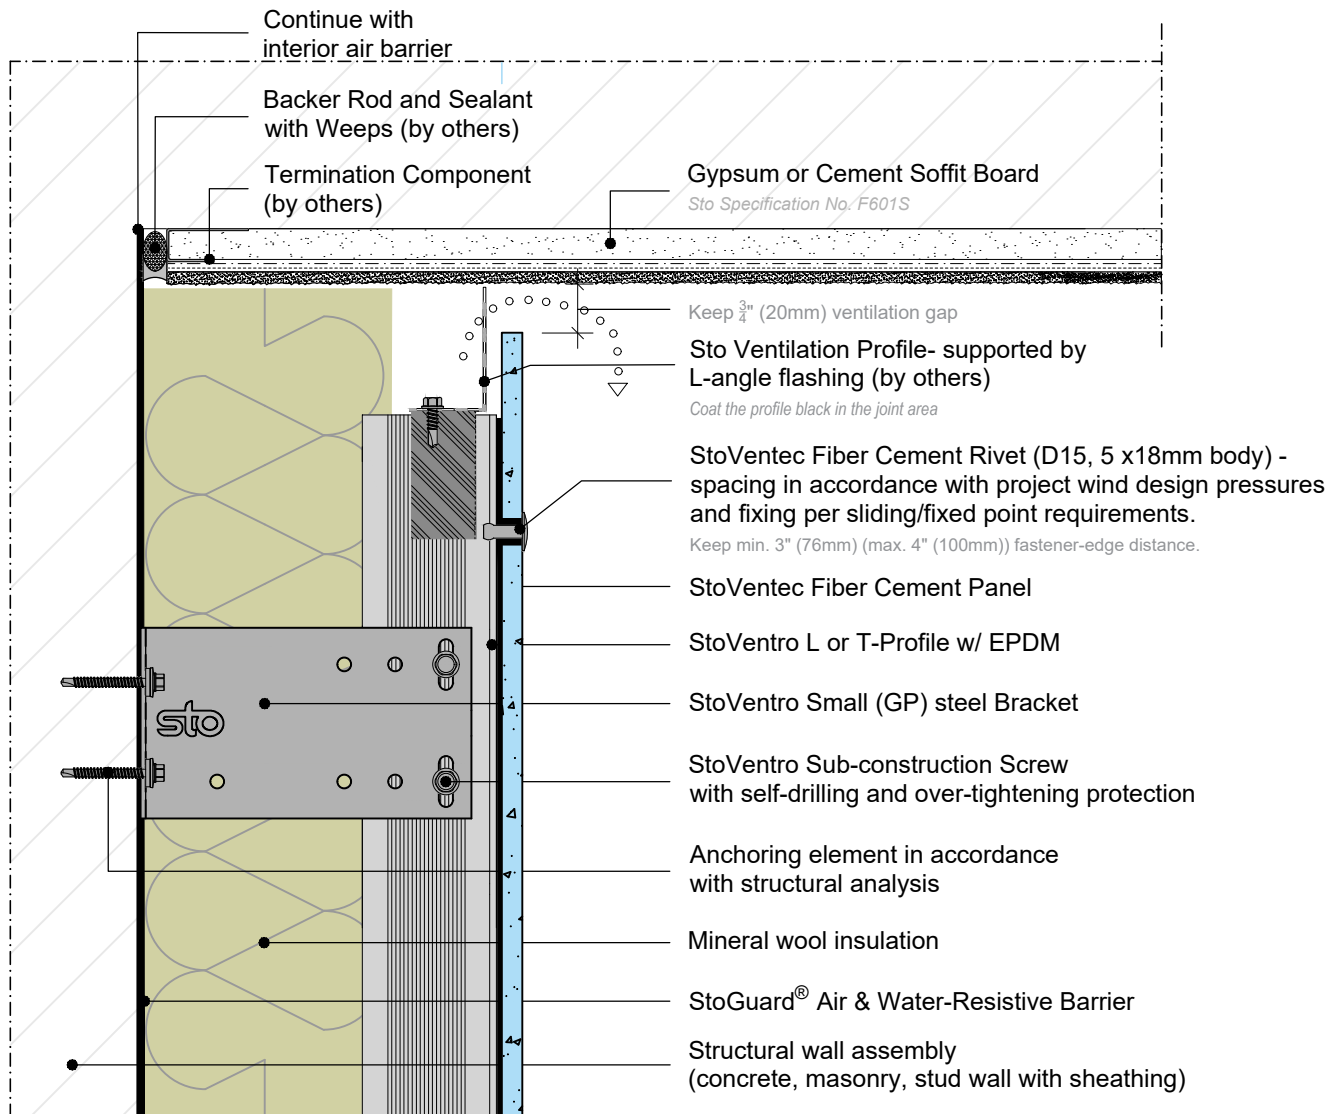 Continue with
interior air barrier
Backer Rod and Sealant
with Weeps (by others)
Termination Component
(by others)
Gypsum or Cement Soffit Board
Sto Specification No. F601S
Keep 3/4" (20mm) ventilation gap
Sto Ventilation Profile- supported by
L-angle flashing (by others)
Coat the profile black in the joint area
StoVentec Fiber Cement Rivet (D15, 5 x18mm body) -
spacing in accordance with project wind design pressures
and fixing per sliding/fixed point requirements.
Keep min. 3" (76mm) (max. 4" (100mm)) fastener-edge distance.
StoVentec Fiber Cement Panel
StoVentro L or T-Profile w/ EPDM
StoVentro Small (GP) steel Bracket
sto
StoVentro Sub-construction Screw
with self-drilling and over-tightening protection
Anchoring element in accordance
with structural analysis
Mineral wool insulation
StoGuard® Air & Water-Resistive Barrier
Structural wall assembly
(concrete, masonry, stud wall with sheathing)